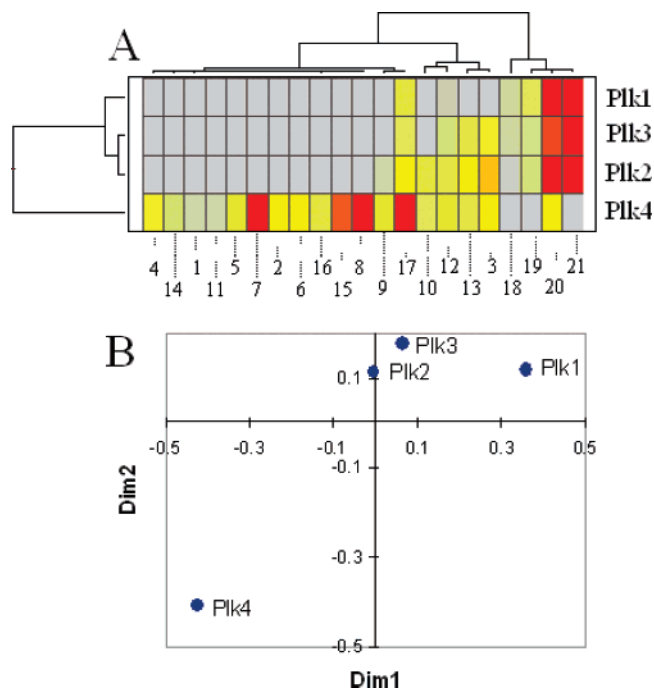 A
Plk1
Plk3
Plk2
Plk4
4 1 5 2 16 8 17 12 3 19 21
14 11 7 6 15 9 10 13 18 20
B
Plk3
Plk2
Plk1
0.1
-0.5 -0.3 -0.1 0.1 0.3 0.5
-0.1
Dim2
-0.3
Plk4
-0.5
Dim1